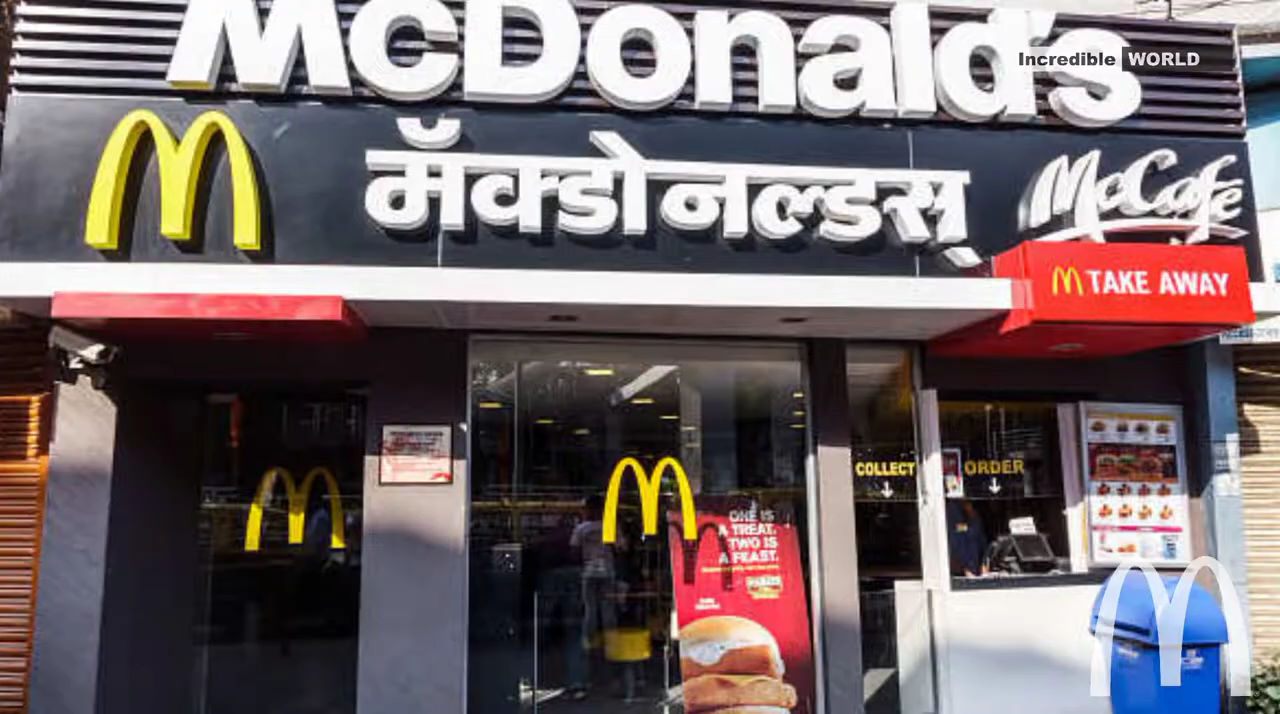 McDonald's
Incredible WORLD
मॅकडोनल्डस्
McCafe
TAKE AWAY
COLLECT
ORDER
ONE IS
A TREAT.
TWO IS
A FEAST.